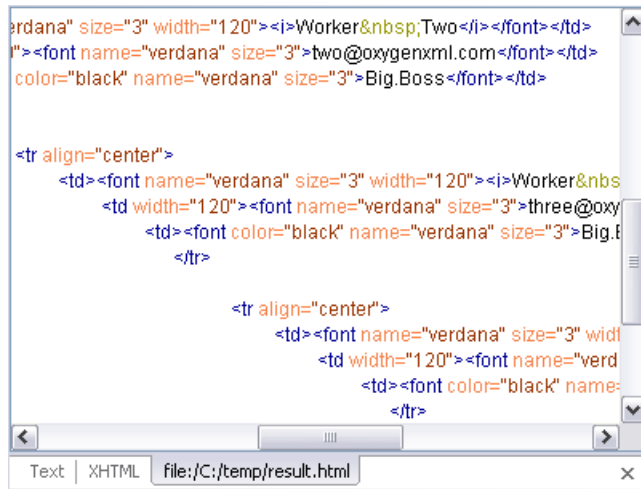 erdana" size="3" width="120"><i>Worker&nbsp;Two</i></font></td>
"><font name="verdana" size="3">two@oxygenxml.com</font></td>
color="black" name="verdana" size="3">Big.Boss</font></td>
<tr align="center">
<td><font name="verdana" size="3" width="120"><i>Worker&nbs
<td width="120"><font name="verdana" size="3">three@oxy
<td><font color="black" name="verdana" size="3">Big.B
</tr>
<tr align="center">
<td><font name="verdana" size="3" widt
<td width="120"><font name="verd
<td><font color="black" name=
</tr>
Text XHTML file:/C:/temp/result.html